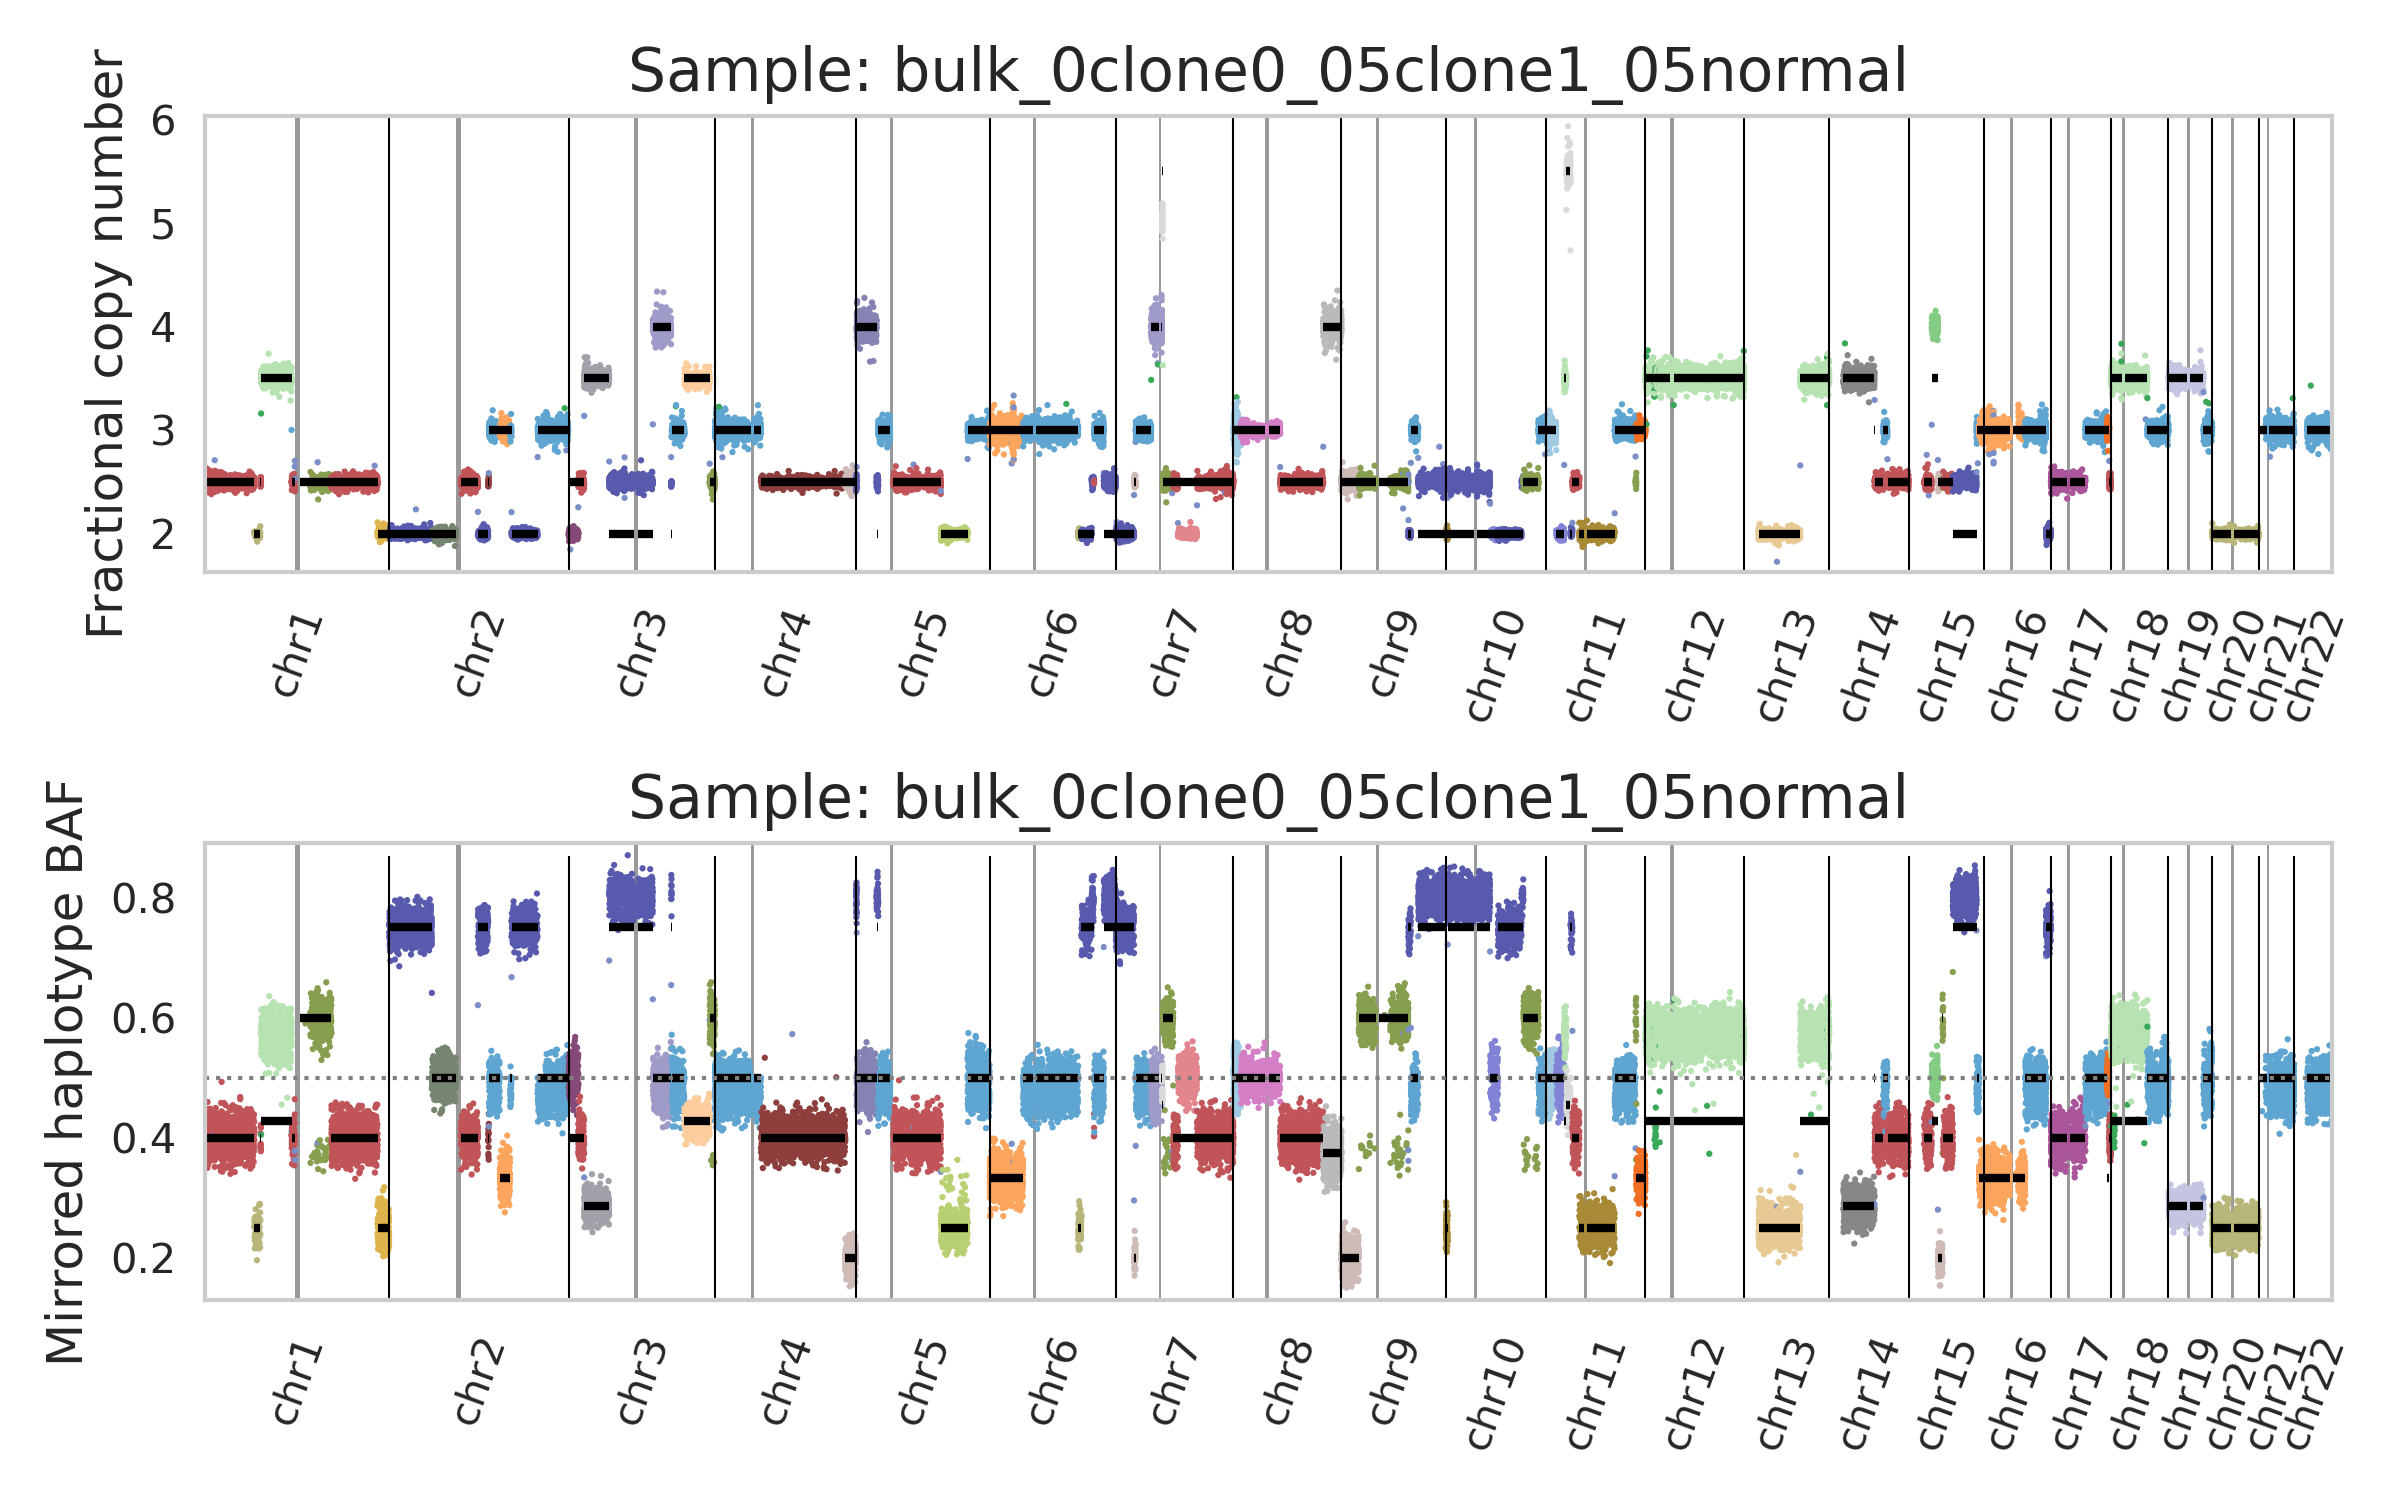 Sample: bulk_0clone0_05clone1_05normal
Fractional copy number
6
5
4
3
2
chr1 chr2 chr3 chr4 chr5 chr6 chr7 chr8 chr9 chr10 chr11 chr12 chr13 chr14 chr15 chr16 chr17 chr18 chr19 chr20 chr21 chr22
Sample: bulk_0clone0_05clone1_05normal
Mirrored haplotype BAF
0.8
0.6
0.4
0.2
chr1 chr2 chr3 chr4 chr5 chr6 chr7 chr8 chr9 chr10 chr11 chr12 chr13 chr14 chr15 chr16 chr17 chr18 chr19 chr20 chr21 chr22